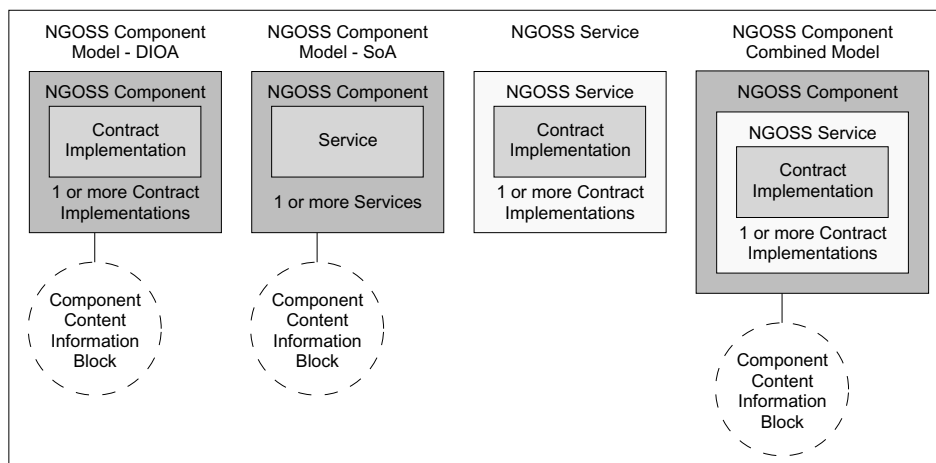 NGOSS Component
Model - DIOA
NGOSS Component
Contract
Implementation
1 or more Contract
Implementations
Component
Content
Information
Block
NGOSS Component
Model - SoA
NGOSS Component
Service
1 or more Services
Component
Content
Information
Block
NGOSS Service
NGOSS Service
Contract
Implementation
1 or more Contract
Implementations
NGOSS Component
Combined Model
NGOSS Component
NGOSS Service
Contract
Implementation
1 or more Contract
Implementations
Component
Content
Information
Block